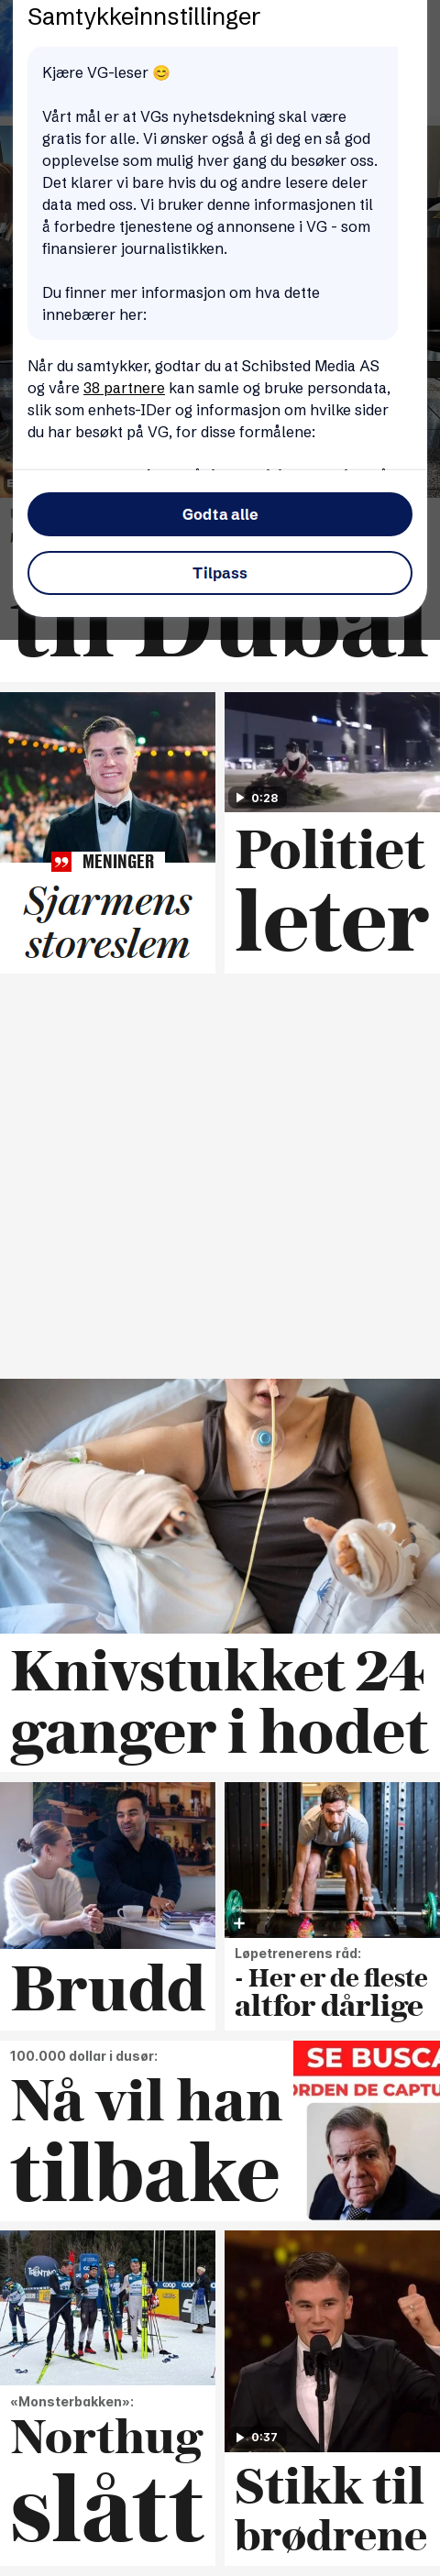 Samtykkeinnstillinger
Kjære VG-leser 😊
Vårt mål er at VGs nyhetsdekning skal være
gratis for alle. Vi ønsker også å gi deg en så god
opplevelse som mulig hver gang du besøker oss.
Det klarer vi bare hvis du og andre lesere deler
data med oss. Vi bruker denne informasjonen til
å forbedre tjenestene og annonsene i VG - som
finansierer journalistikken.
Du finner mer informasjon om hva dette
innebærer her:
Når du samtykker, godtar du at Schibsted Media AS
og våre 38 partnere kan samle og bruke persondata,
slik som enhets-IDer og informasjon om hvilke sider
du har besøkt på VG, for disse formålene:
Godta alle
Tilpass
til Dubai
0:28
MENINGER
Sjarmens
storeslem
Politiet
leter
Knivstukket 24
ganger i hodet
Brudd
Løpetrenerens råd:
- Her er de fleste
altfor dårlige
100.000 dollar i dusør:
Nå vil han
tilbake
SE BUSCA
ORDEN DE CAPTU
«Monsterbakken»:
Northug
slått
0:37
Stikk til
brødrene